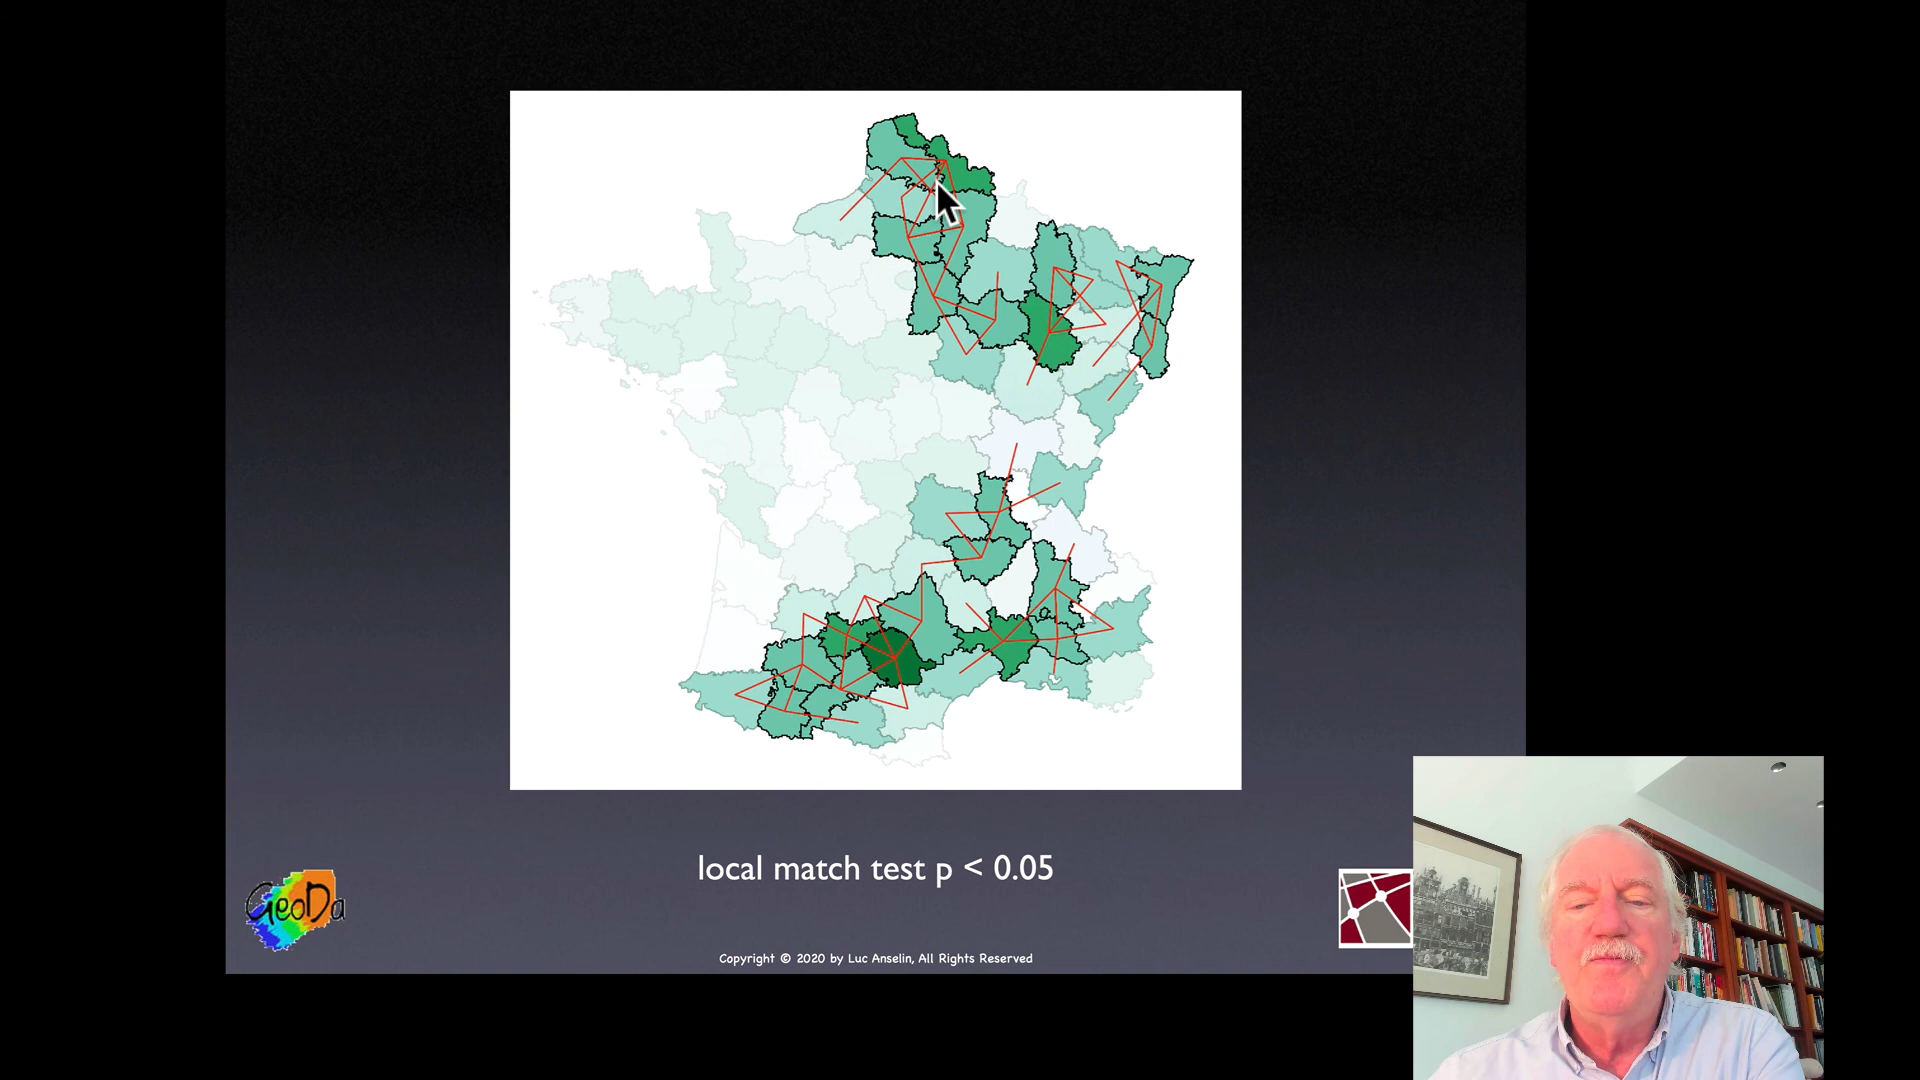 local match test p < 0.05
GeoDa
Copyright © 2020 by Luc Anselin, All Rights Reserved